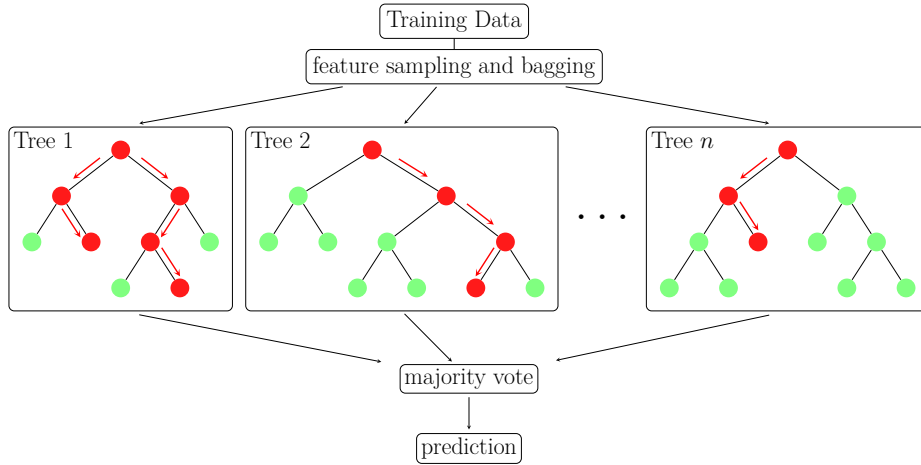 Training Data
feature sampling and bagging
Tree 1
Tree 2
Tree n
. . .
majority vote
prediction